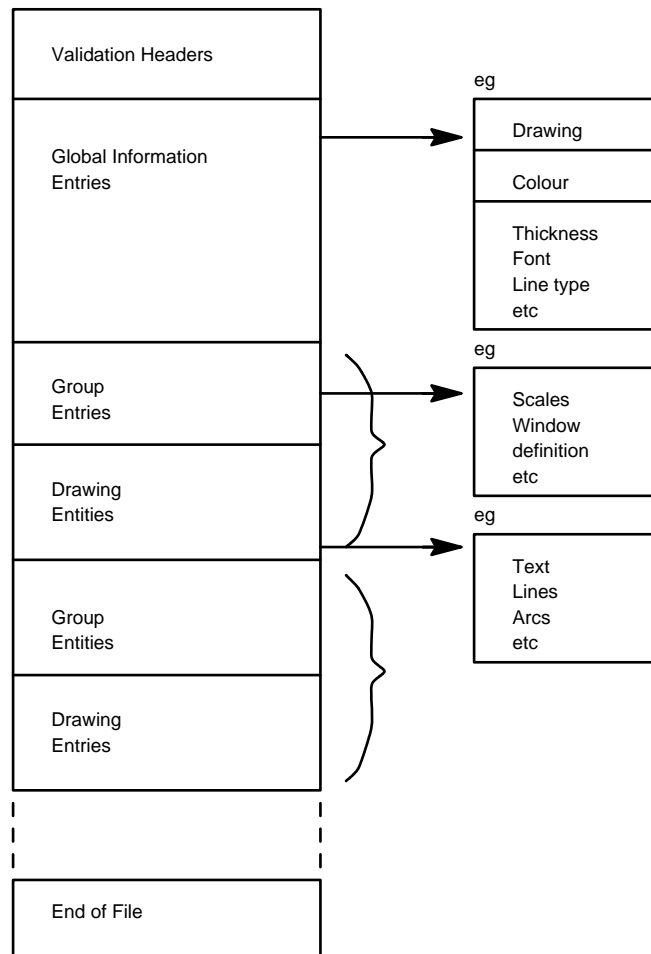 Validation Headers
Global Information
Entries
Group
Entries
Drawing
Entities
Group
Entities
Drawing
Entries
End of File
eg
Drawing
Colour
Thickness
Font
Line type
etc
eg
Scales
Window
definition
etc
eg
Text
Lines
Arcs
etc